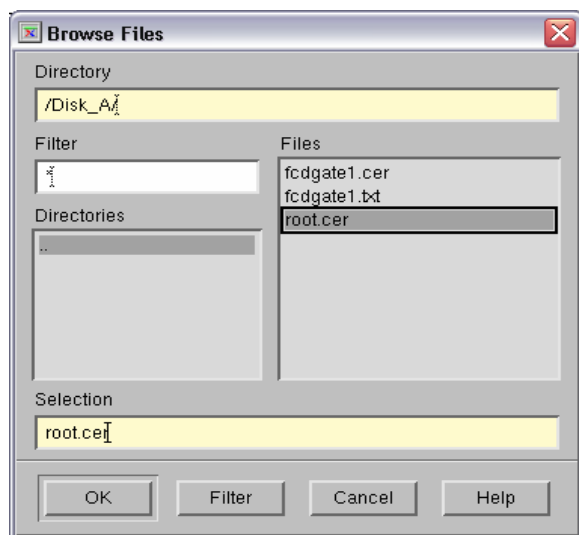 Browse Files
Directory
/Disk_A/
Filter
*
Files
fcdgate1.cer
fcdgate1.txt
root.cer
Directories
..
Selection
root.cer
OK Filter Cancel Help